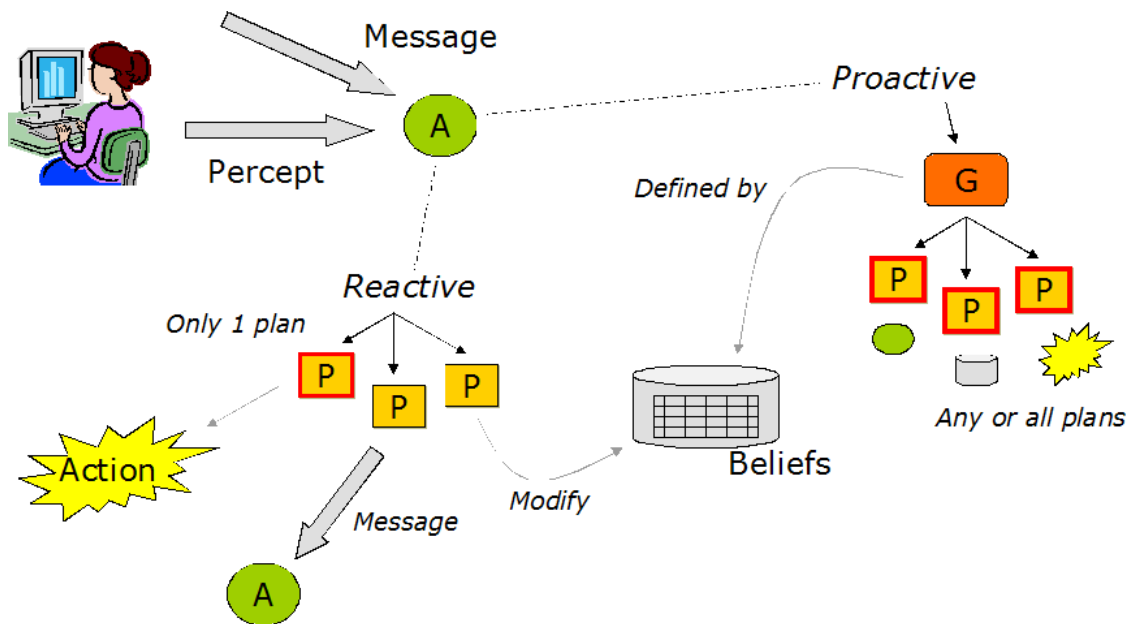 Message
Proactive
A
Percept
Defined by
G
P
P
P
Reactive
Only 1 plan
P
P
P
Any or all plans
Action
Beliefs
Modify
Message
A